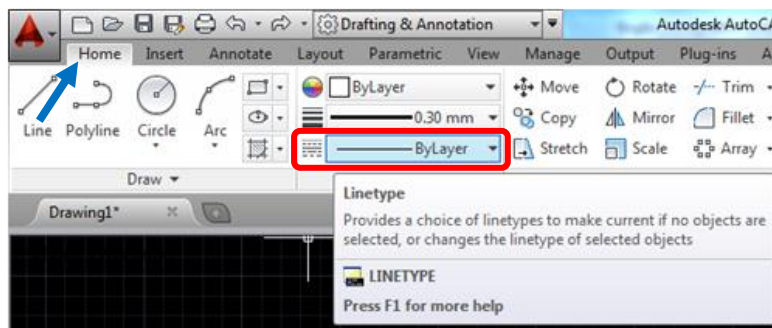 Drafting & Annotation Autodesk AutoCA
Home Insert Annotate Layout Parametric View Manage Output Plug-ins A
ByLayer Move Rotate Trim
0.30 mm Copy Mirror Fillet
Line Polyline Circle Arc ByLayer Stretch Scale Array
Draw
Drawing1*
Linetype
Provides a choice of linetypes to make current if no objects are
selected, or changes the linetype of selected objects
LINETYPE
Press F1 for more help